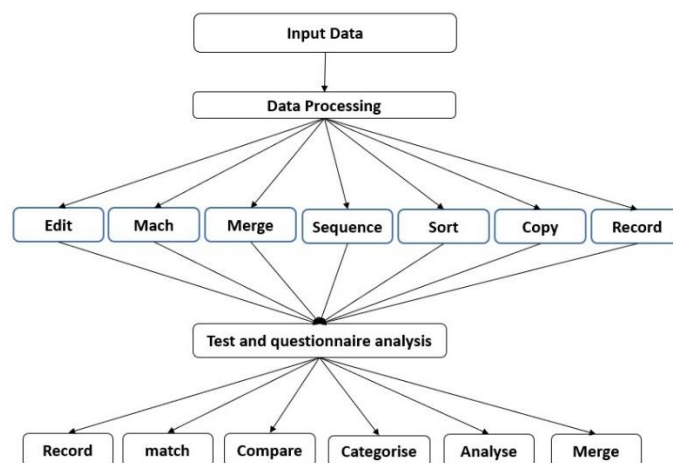 Input Data
Data Processing
Edit Mach Merge Sequence Sort Copy Record
Test and questionnaire analysis
Record match Compare Categorise Analyse Merge